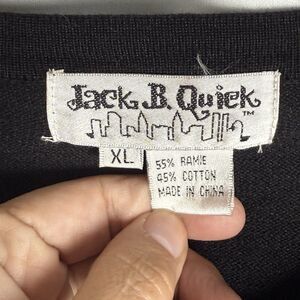 Jack B. Quick
TM
XL
55% RAMIE
45% COTTON
MADE IN CHINA